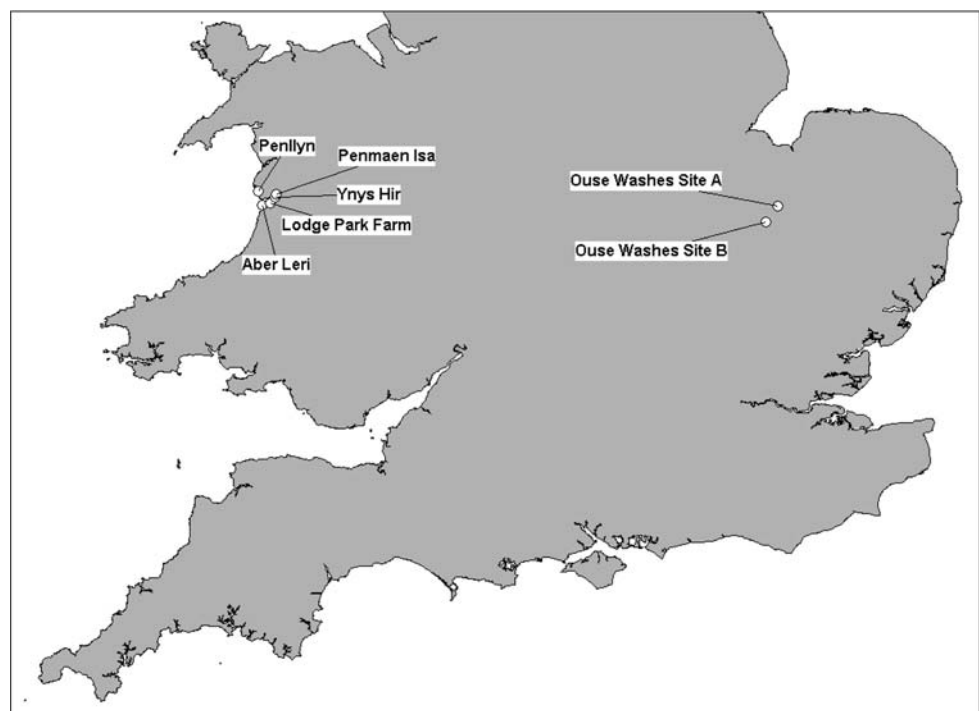 Penllyn
Penmaen Isa
Ynys Hir
Lodge Park Farm
Aber Leri
Ouse Washes Site A
Ouse Washes Site B